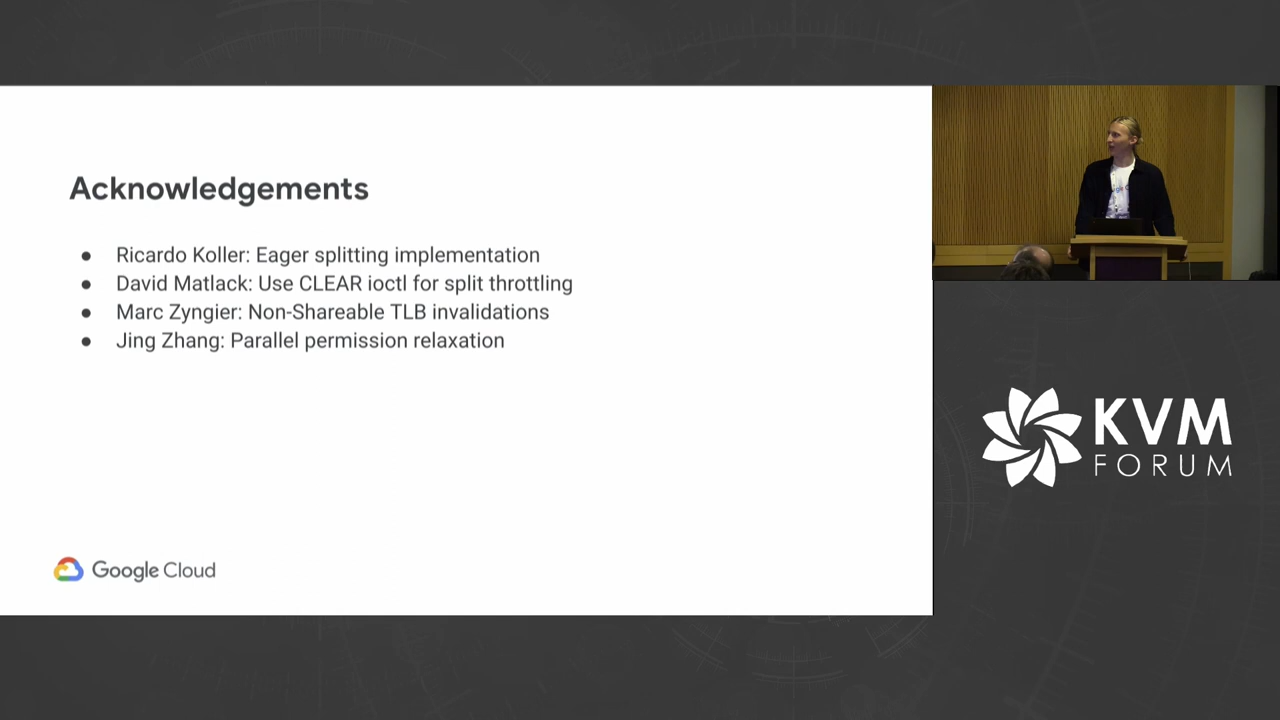 Acknowledgements
● Ricardo Koller: Eager splitting implementation
● David Matlack: Use CLEAR ioctl for split throttling
● Marc Zyngier: Non-Shareable TLB invalidations
● Jing Zhang: Parallel permission relaxation
Google Cloud
KVM
FORUM